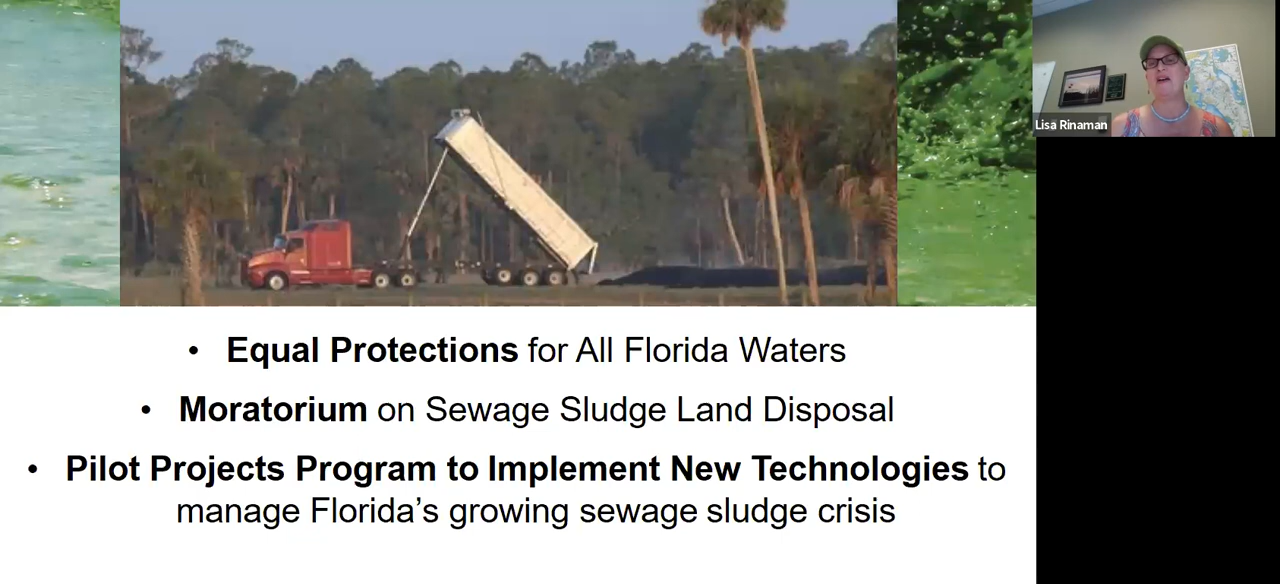 Lisa Rinaman
• Equal Protections for All Florida Waters
• Moratorium on Sewage Sludge Land Disposal
• Pilot Projects Program to Implement New Technologies to
manage Florida’s growing sewage sludge crisis